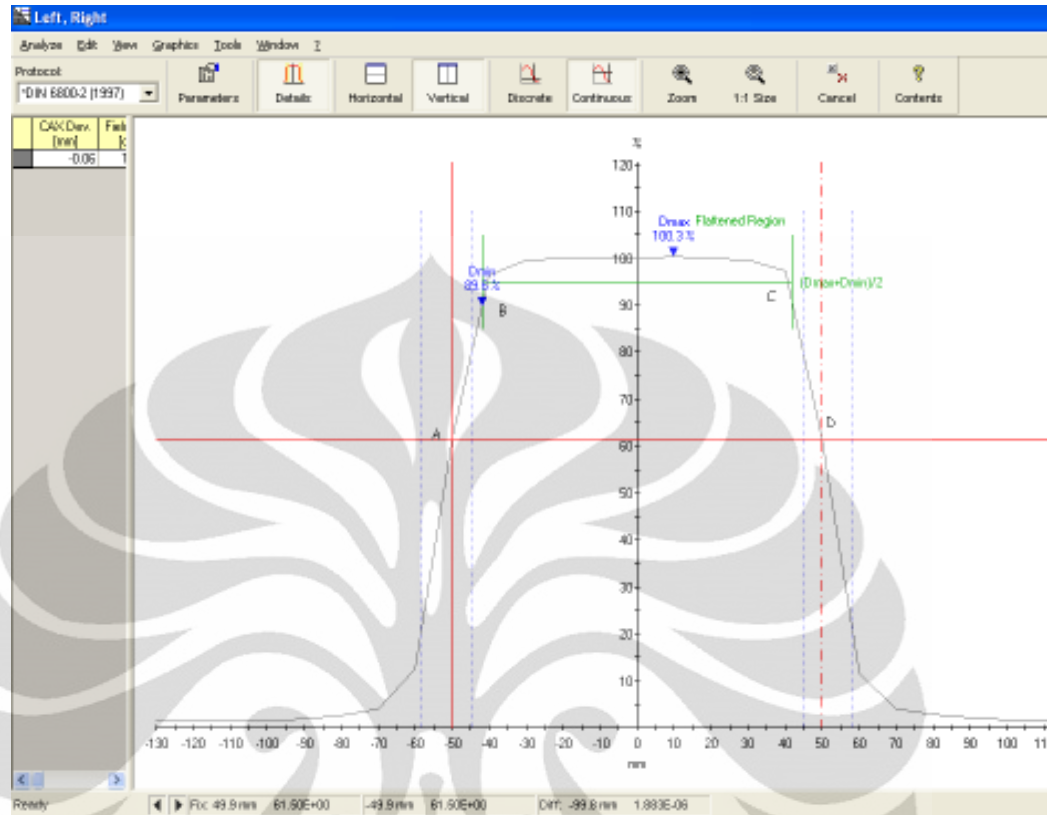 Left, Right
Analyze Edit View Graphics Tools Window ?
Protocol:
*DIN 6800-2 (1997)
Parameters Details Horizontal Vertical Discrete Continuous Zoom 1:1 Size Cancel Contents
CAX Dev. Fiel
[mm] [c
-0.06 1
%
120
110
Dmax Flattened Region
100.3 %
100
Dmin
89.8 %
(Dmax+Dmin)/2
C
90
B
80
70
D
A
60
50
40
30
20
10
-130 -120 -110 -100 -90 -80 -70 -60 -50 -40 -30 -20 -10 0 10 20 30 40 50 60 70 80 90 100 11
mm
Ready Fix: 49.9 mm 61.50E+00 -49.9 mm 61.50E+00 Diff: -99.8 mm 1.883E-06